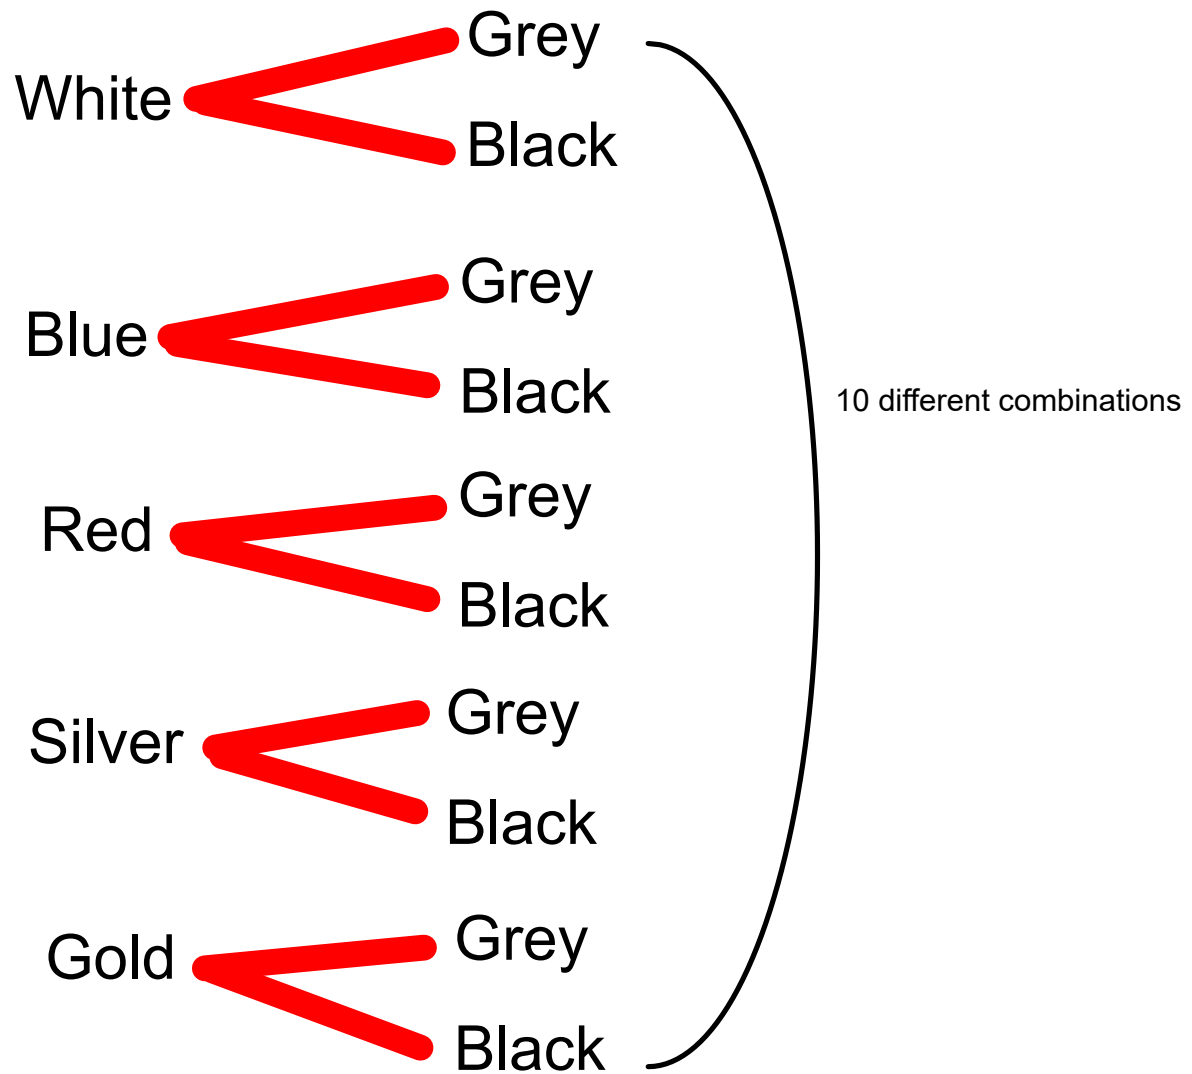 Grey
White
Black
Grey
Blue
Black
10 different combinations
Grey
Red
Black
Grey
Silver
Black
Grey
Gold
Black